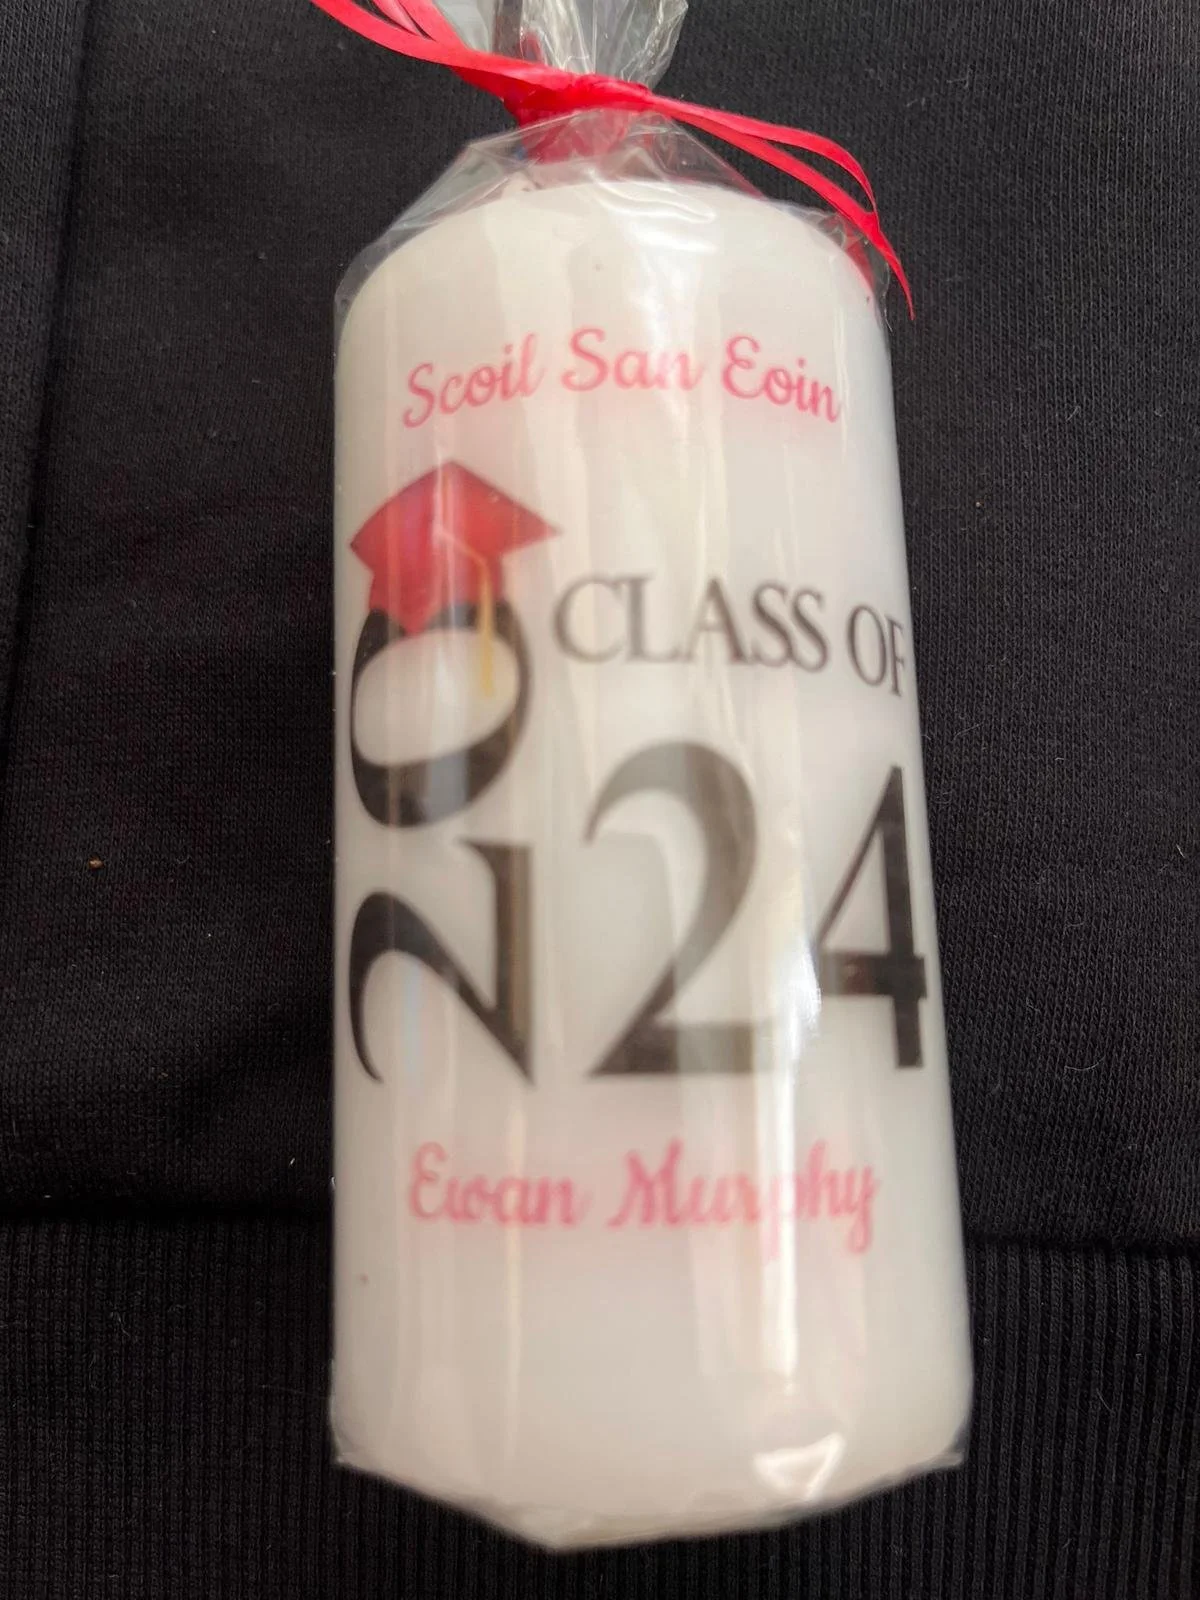 Scoil San Eoin
CLASS OF
2024
Ewan Murphy